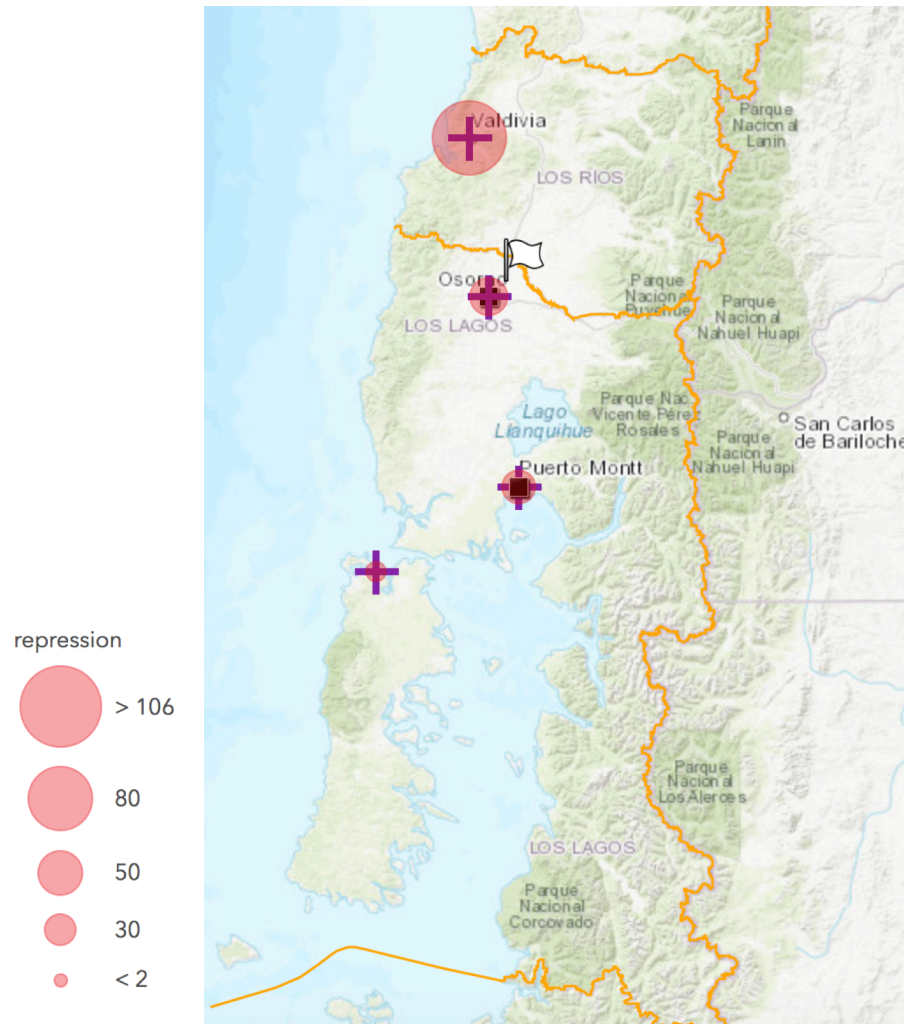 Valdivia
Parque
Nacional
Lanin
LOS RÍOS
Osorno
Parque
Nacional
Puyehue
Parque
Nacional
Nahuel Huapi
LOS LAGOS
Parque Nac.
Vicente Pérez
Rosales
Lago
Llanquihue
San Carlos
de Bariloche
Parque
Nacional
Nahuel Huapi
Puerto Montt
repression
> 106
80
50
30
< 2
Parque
Nacional
Los Alerces
LOS LAGOS
Parque
Nacional
Corcovado